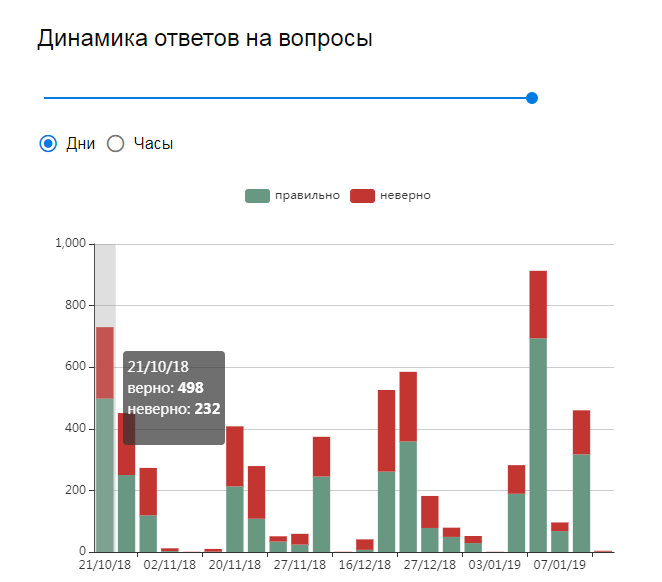 Динамика ответов на вопросы
Дни Часы
правильно неверно
1,000
800
600
400
200
0
21/10/18
верно: 498
неверно: 232
21/10/18 02/11/18 20/11/18 27/11/18 16/12/18 27/12/18 03/01/19 07/01/19